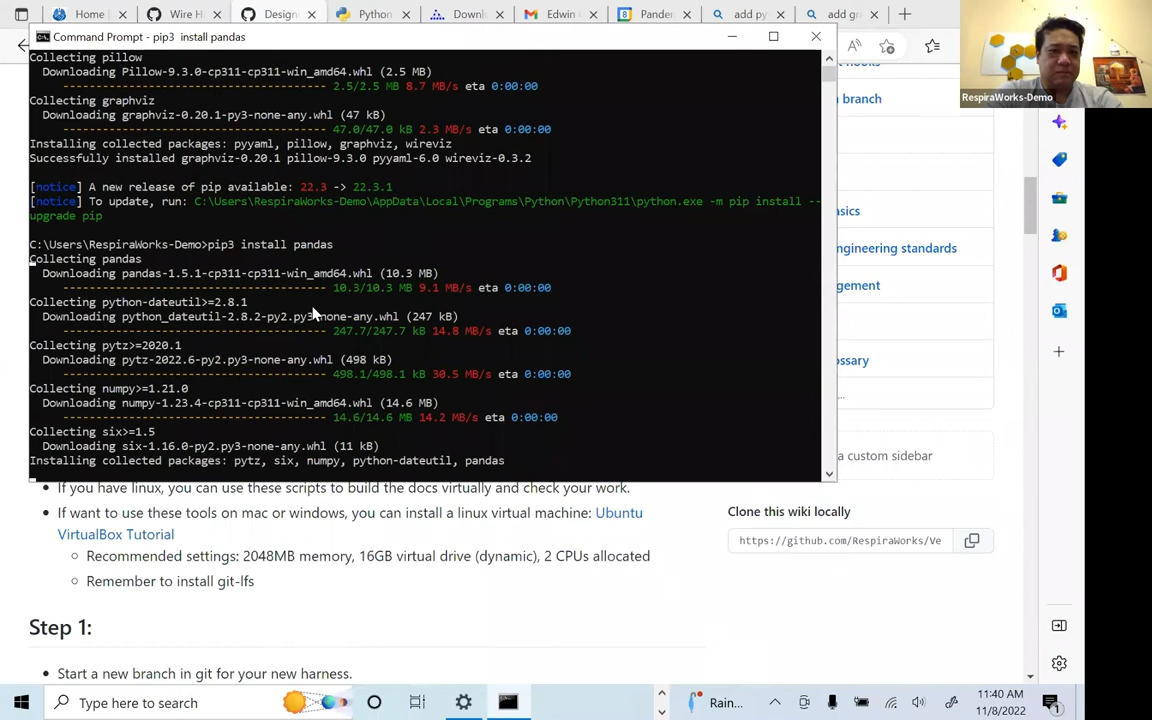 Home
Wire H
Design
Python
Downl
Edwin
Pander
add py
add gr
Command Prompt - pip3 install pandas
Collecting pillow
Downloading Pillow-9.3.0-cp311-cp311-win_amd64.whl (2.5 MB)
---------------------------------------- 2.5/2.5 MB 8.7 MB/s eta 0:00:00
Collecting graphviz
Downloading graphviz-0.20.1-py3-none-any.whl (47 kB)
---------------------------------------- 47.0/47.0 kB 2.3 MB/s eta 0:00:00
Installing collected packages: pyyaml, pillow, graphviz, wireviz
Successfully installed graphviz-0.20.1 pillow-9.3.0 pyyaml-6.0 wireviz-0.3.2
[notice] A new release of pip available: 22.3 -> 22.3.1
[notice] To update, run: C:\Users\RespiraWorks-Demo\AppData\Local\Programs\Python\Python311\python.exe -m pip install --
upgrade pip
C:\Users\RespiraWorks-Demo>pip3 install pandas
Collecting pandas
Downloading pandas-1.5.1-cp311-cp311-win_amd64.whl (10.3 MB)
---------------------------------------- 10.3/10.3 MB 9.1 MB/s eta 0:00:00
Collecting python-dateutil>=2.8.1
Downloading python_dateutil-2.8.2-py2.py3-none-any.whl (247 kB)
---------------------------------------- 247.7/247.7 kB 14.8 MB/s eta 0:00:00
Collecting pytz>=2020.1
Downloading pytz-2022.6-py2.py3-none-any.whl (498 kB)
---------------------------------------- 498.1/498.1 kB 30.5 MB/s eta 0:00:00
Collecting numpy>=1.21.0
Downloading numpy-1.23.4-cp311-cp311-win_amd64.whl (14.6 MB)
---------------------------------------- 14.6/14.6 MB 14.2 MB/s eta 0:00:00
Collecting six>=1.5
Downloading six-1.16.0-py2.py3-none-any.whl (11 kB)
Installing collected packages: pytz, six, numpy, python-dateutil, pandas
RespiraWorks-Demo
branch
asics
ngineering standards
agement
ossary
...
a custom sidebar
Clone this wiki locally
https://github.com/RespiraWorks/Ve
• If you have linux, you can use these scripts to build the docs virtually and check your work.
• If want to use these tools on mac or windows, you can install a linux virtual machine: Ubuntu
VirtualBox Tutorial
Recommended settings: 2048MB memory, 16GB virtual drive (dynamic), 2 CPUs allocated
Remember to install git-lfs
Step 1:
• Start a new branch in git for your new harness.
Type here to search
Rain...
11:40 AM
11/8/2022
1